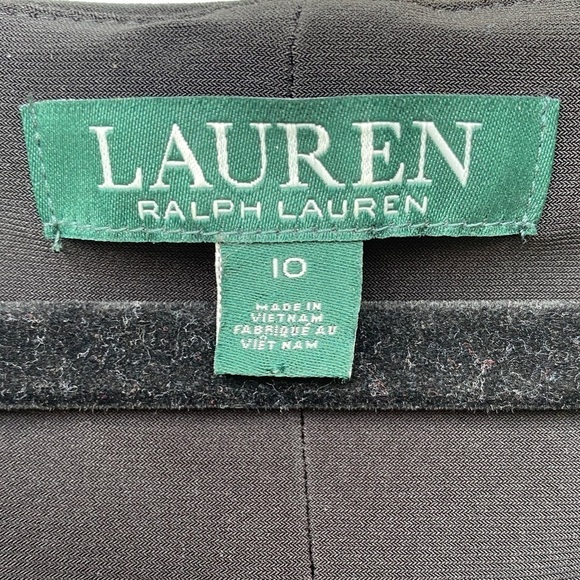 LAUREN
RALPH LAUREN
10
MADE IN
VIETNAM
FABRIQUÉ AU
VIÊT NAM